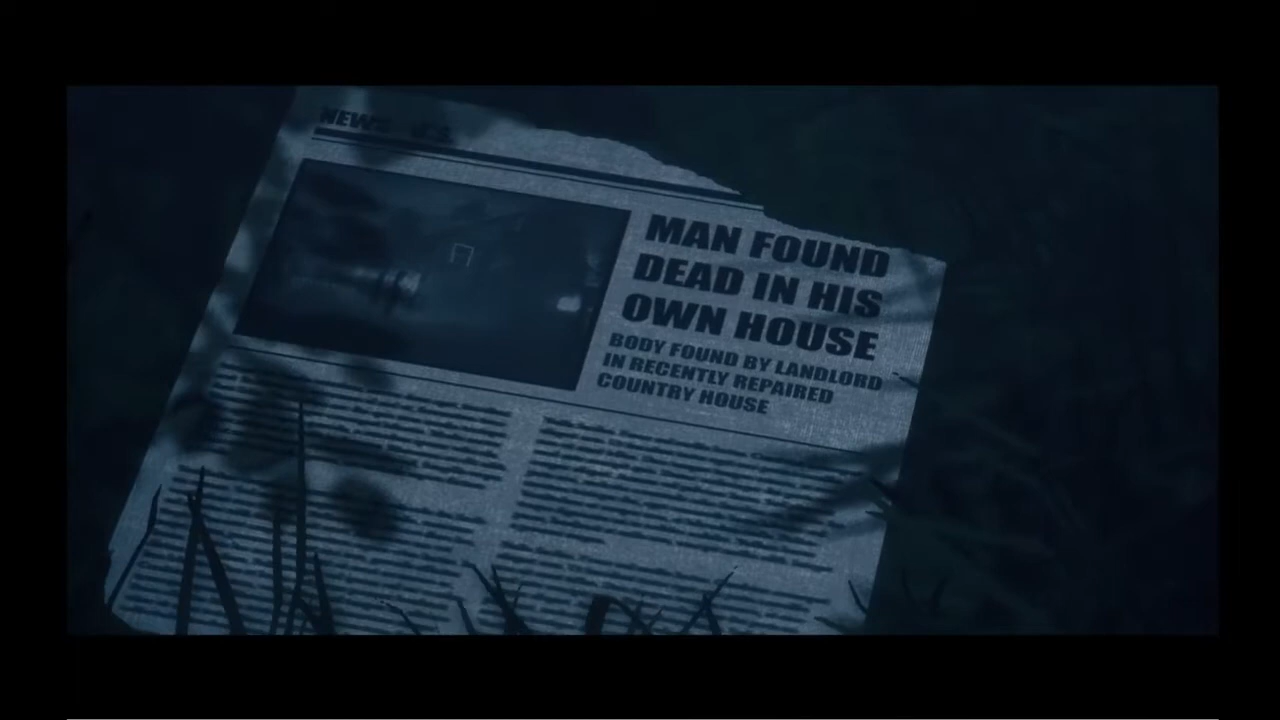 MAN FOUND
DEAD IN HIS
OWN HOUSE
BODY FOUND BY LANDLORD
IN RECENTLY REPAIRED
COUNTRY HOUSE